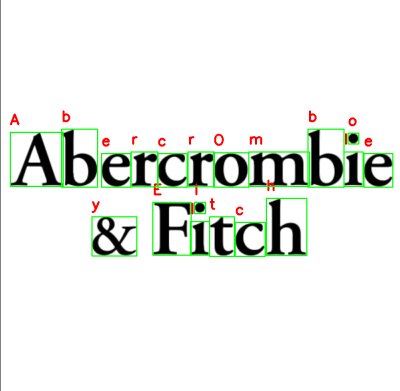 A b e r c r O m b o e
Abercrombie
y E I t c H
& Fitch